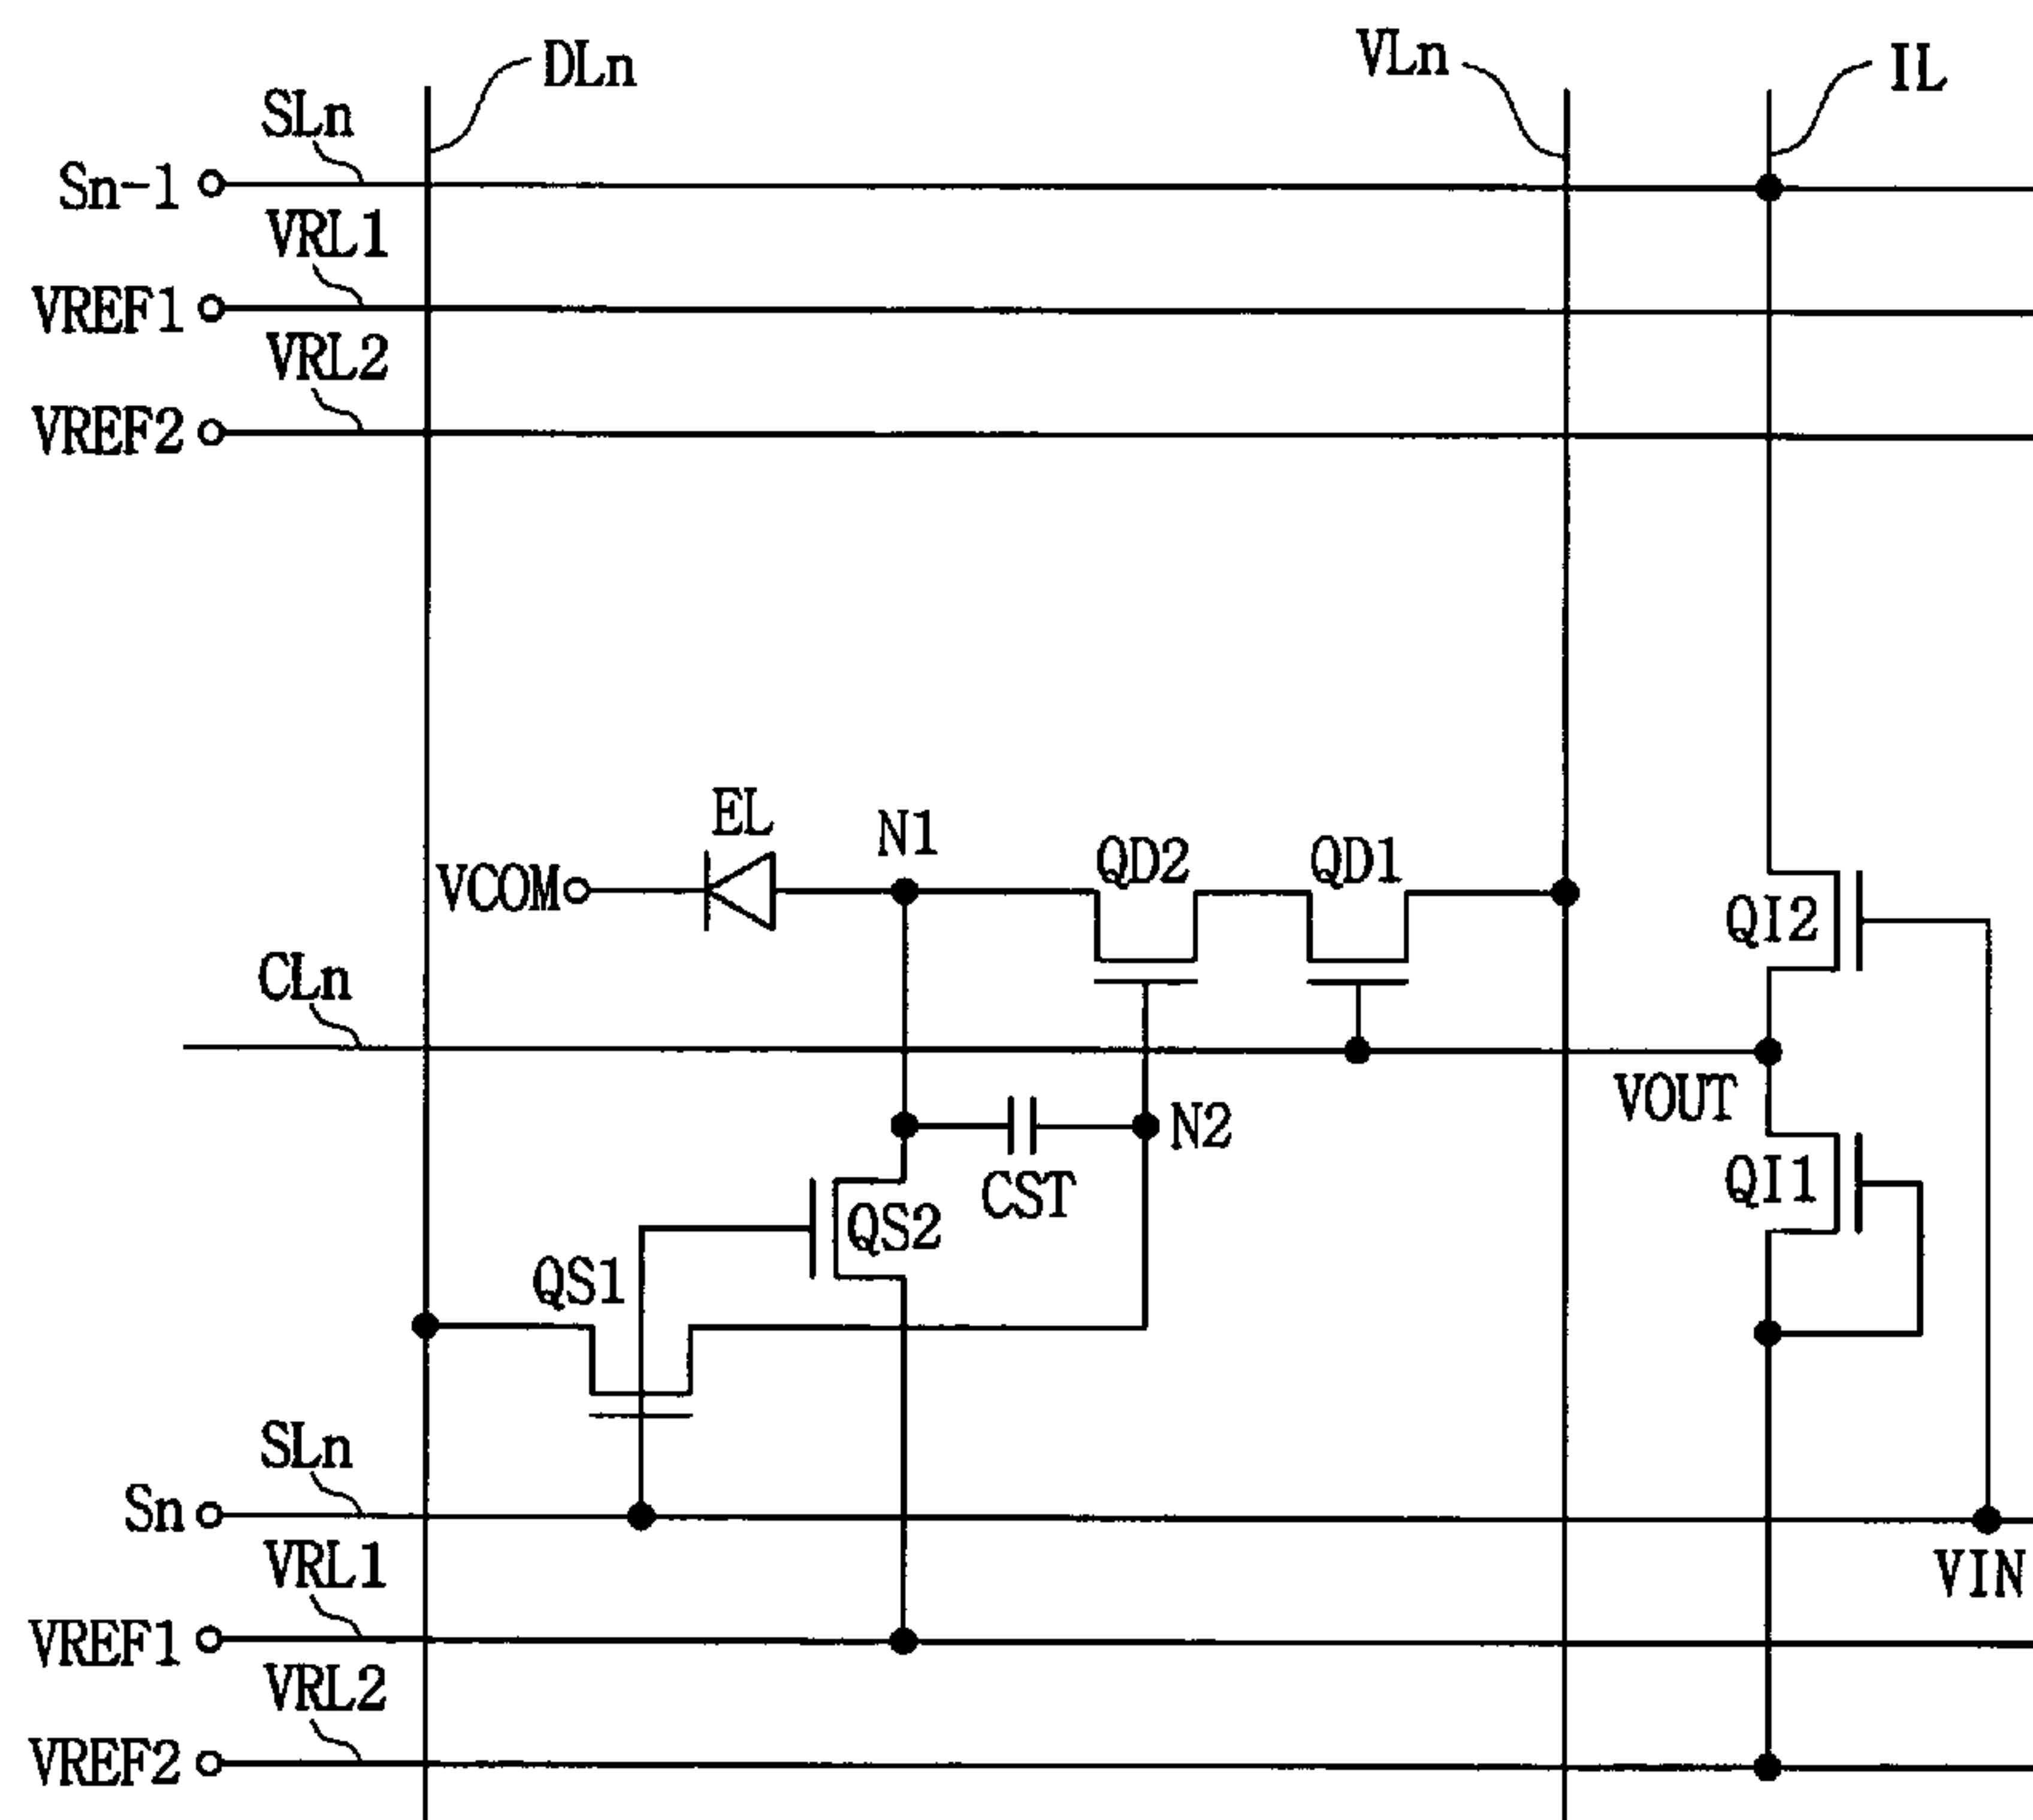 DLn
VLn
IL
SLn
Sn-1
VRL1
VREF1
VRL2
VREF2
EL
N1
QD2
QD1
VCOM
QI2
CLn
VOUT
N2
CST
QI1
QS2
QS1
SLn
Sn
VRL1
VIN
VREF1
VRL2
VREF2